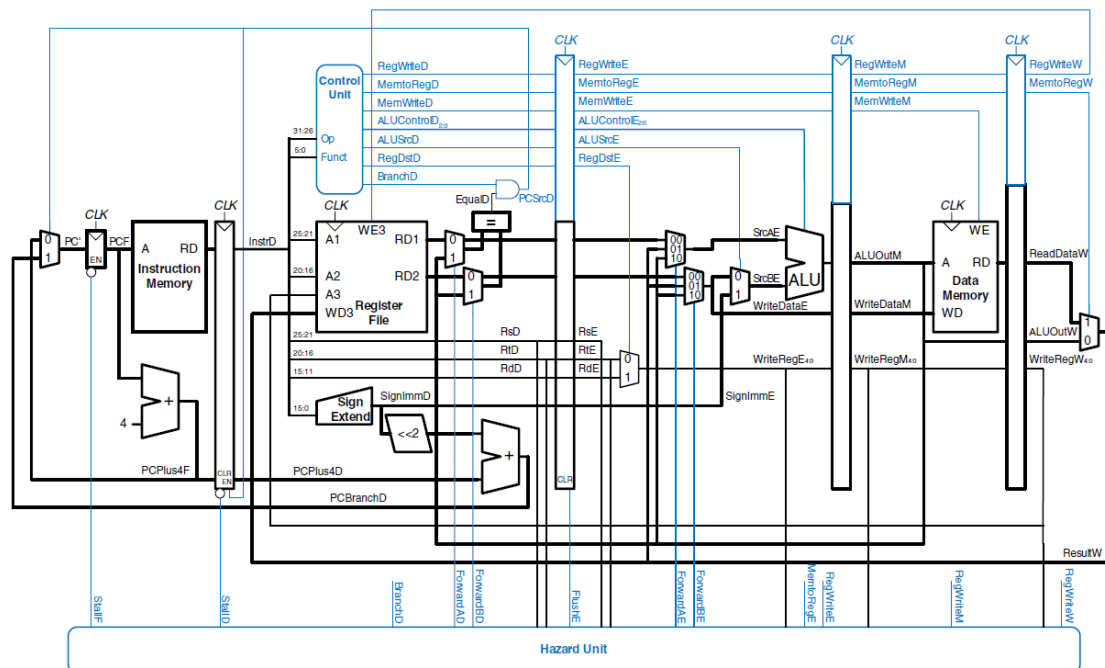 CLK CLK CLK
RegWriteD RegWriteE RegWriteM RegWriteW
Control Unit
MemtoRegD MemtoRegE MemtoRegM MemtoRegW
MemWriteD MemWriteE MemWriteM
ALUControlD2:0 ALUControlE2:0
31:26 Op ALUSrcD ALUSrcE
5:0 Funct RegDstD RegDstE
BranchD
EqualD PCSrcD
CLK CLK CLK CLK
=
0 1 PC' PCF EN
A RD Instruction Memory
InstrD
25:21 A1 WE3 RD1
20:16 A2 RD2
A3
WD3 Register File
0 1
0 1
00 01 10 SrcAE
00 01 10 0 1 SrcBE
ALU ALUOutM
WE
A RD ReadDataW
Data Memory
WD
WriteDataE WriteDataM
1 0
ALUOutW
25:21 RsD RsE
20:16 RtD RtE 0
15:11 RdD RdE 1
WriteRegE4:0 WriteRegM4:0 WriteRegW4:0
15:0 Sign Extend SignImmD SignImmE
<<2
+
4
+
PCPlus4F CLR EN PCPlus4D CLR
PCBranchD
ResultW
StallF StallD BranchD ForwardAD ForwardBD FlushE ForwardAE ForwardBE MemtoRegE RegWriteE RegWriteM RegWriteW
Hazard Unit